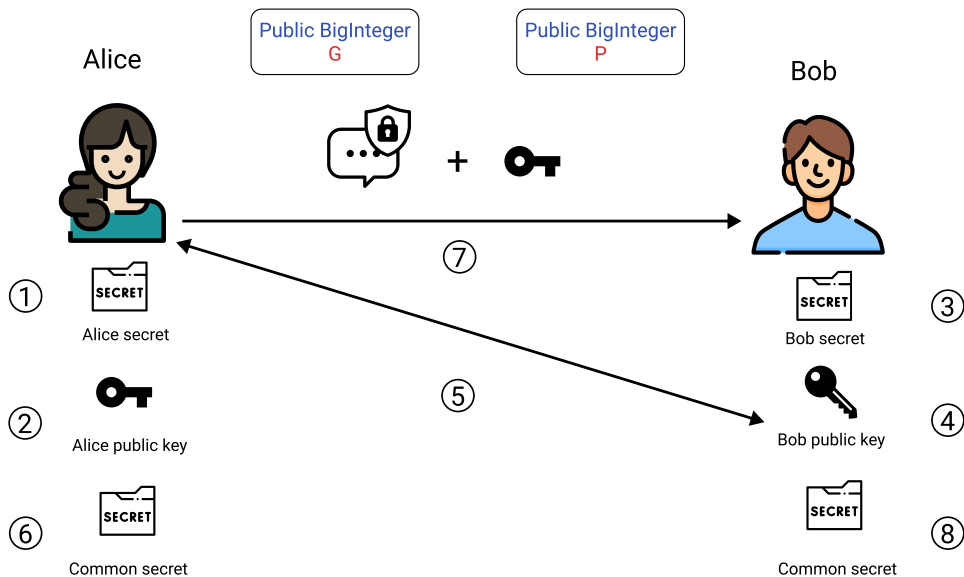 Public BigInteger
G
Public BigInteger
P
Alice
Bob
+
7
1
SECRET
Alice secret
SECRET
Bob secret
3
2
Alice public key
5
Bob public key
4
6
SECRET
Common secret
SECRET
Common secret
8